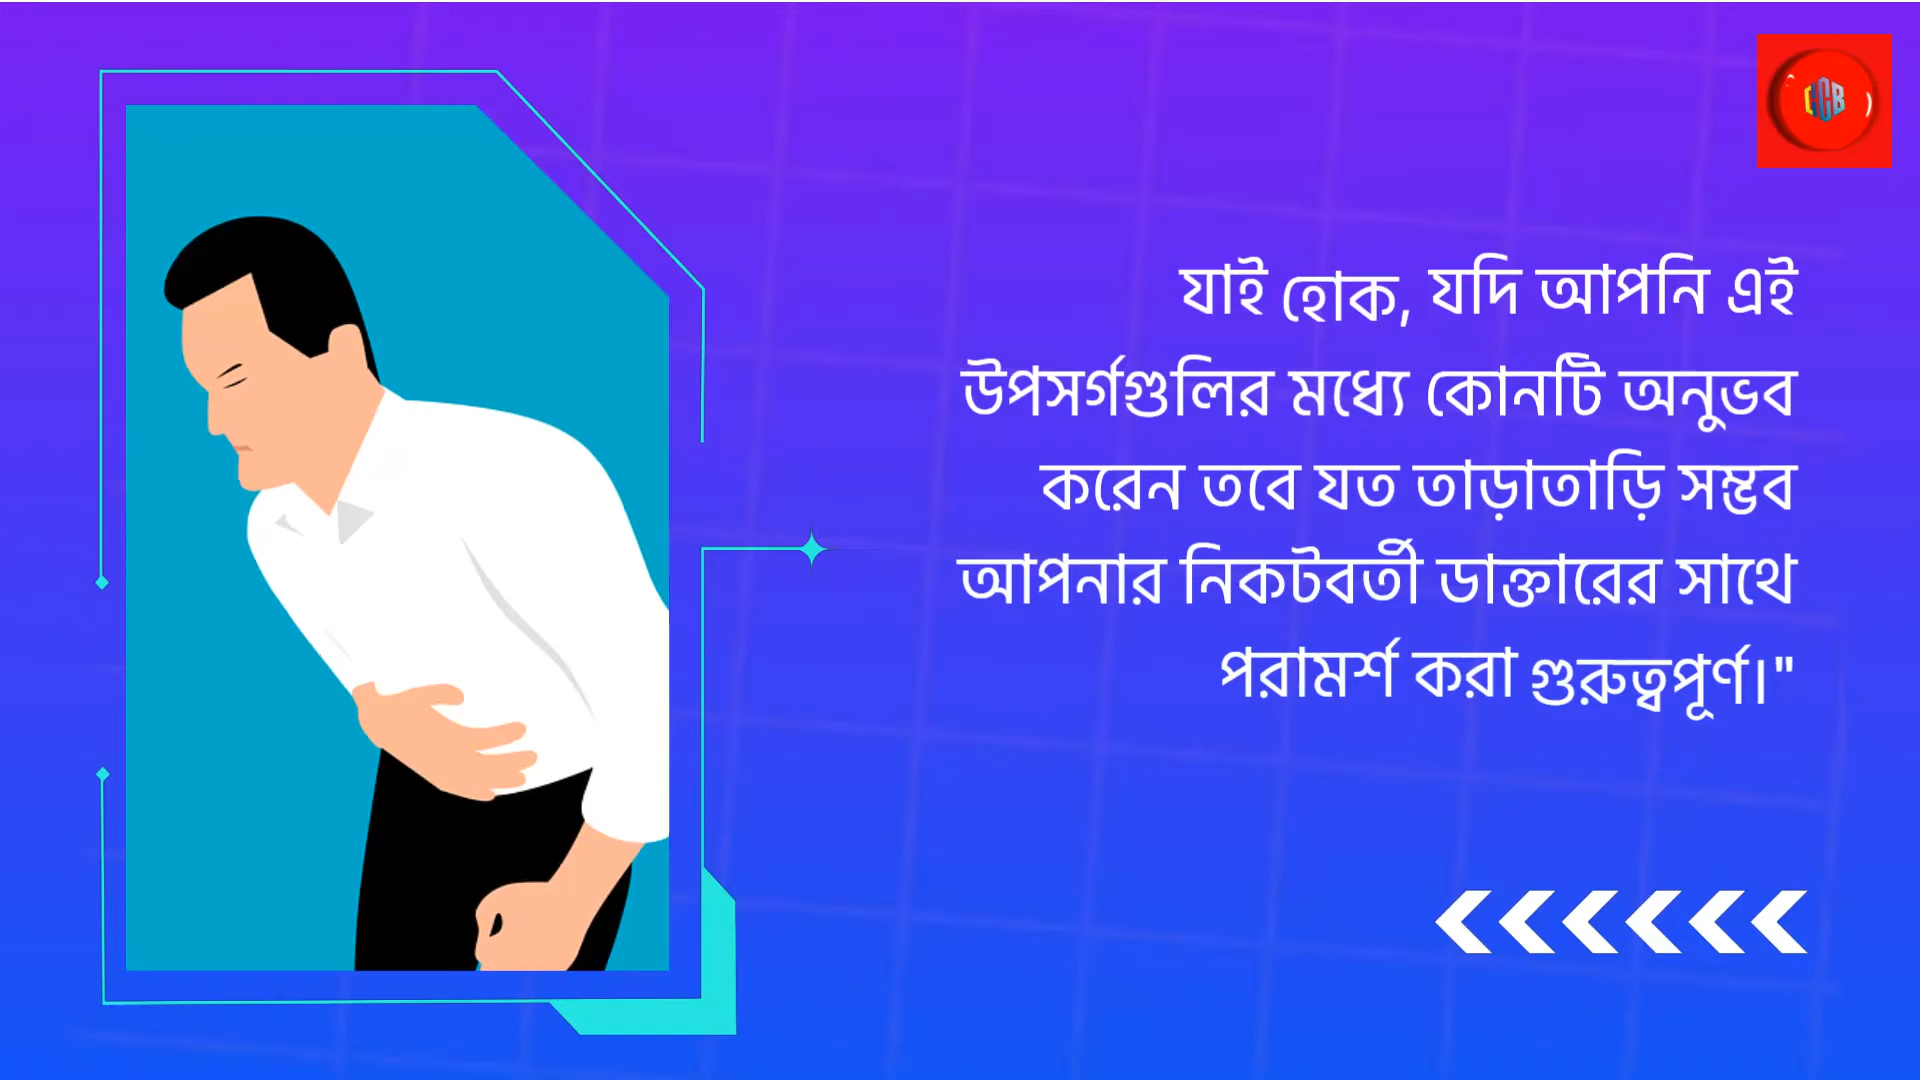 যাই হোক, যদি আপনি এই
উপসর্গগুলির মধ্যে কোনটি অনুভব
করেন তবে যত তাড়াতাড়ি সম্ভব
আপনার নিকটবর্তী ডাক্তারের সাথে
পরামর্শ করা গুরুত্বপূর্ণ।"